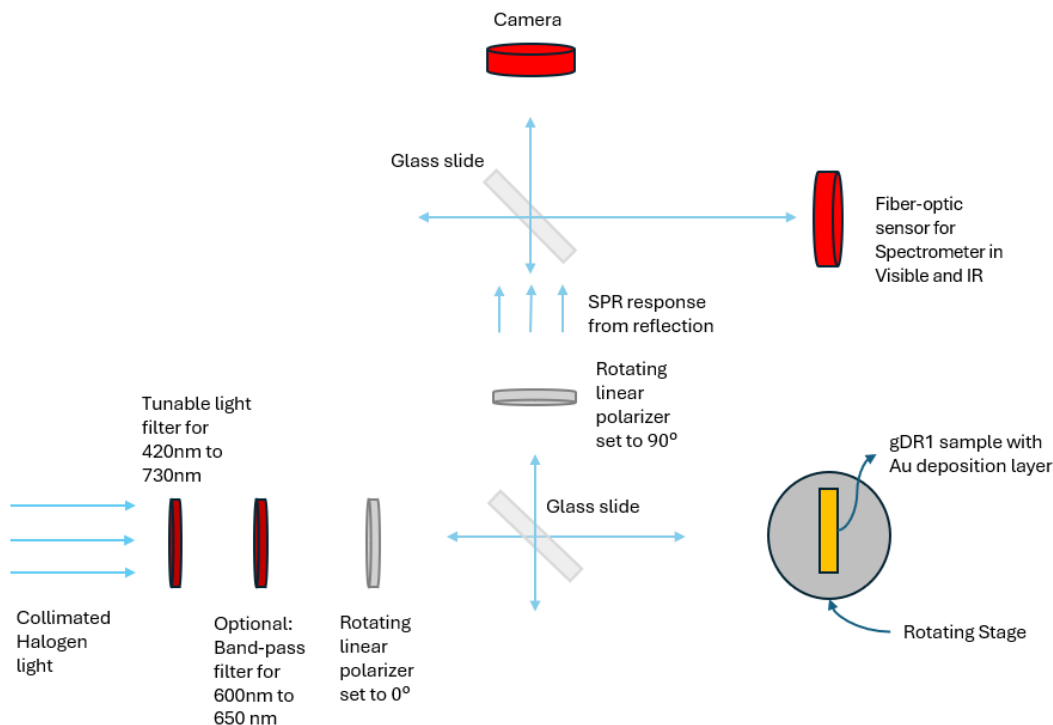 Camera
Glass slide
Fiber-optic
sensor for
Spectrometer in
Visible and IR
SPR response
from reflection
Rotating
linear
polarizer
set to 90⁰
Tunable light
filter for
420nm to
730nm
gDR1 sample with
Au deposition layer
Glass slide
Collimated
Halogen
light
Optional:
Band-pass
filter for
600nm to
650 nm
Rotating
linear
polarizer
set to 0⁰
Rotating Stage